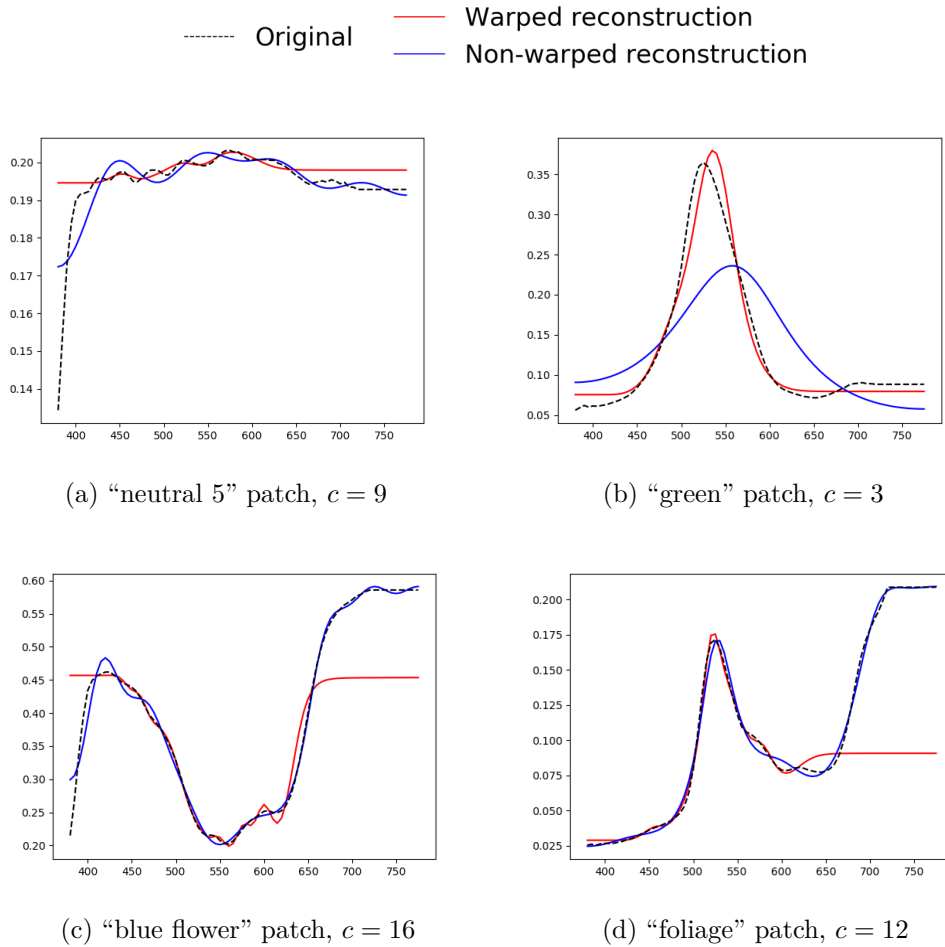 Original
Warped reconstruction
Non-warped reconstruction
0.20
0.19
0.18
0.17
0.16
0.15
0.14
400 450 500 550 600 650 700 750
(a) “neutral 5” patch, c = 9
0.35
0.30
0.25
0.20
0.15
0.10
0.05
400 450 500 550 600 650 700 750
(b) “green” patch, c = 3
0.60
0.55
0.50
0.45
0.40
0.35
0.30
0.25
0.20
400 450 500 550 600 650 700 750
(c) “blue flower” patch, c = 16
0.200
0.175
0.150
0.125
0.100
0.075
0.050
0.025
400 450 500 550 600 650 700 750
(d) “foliage” patch, c = 12